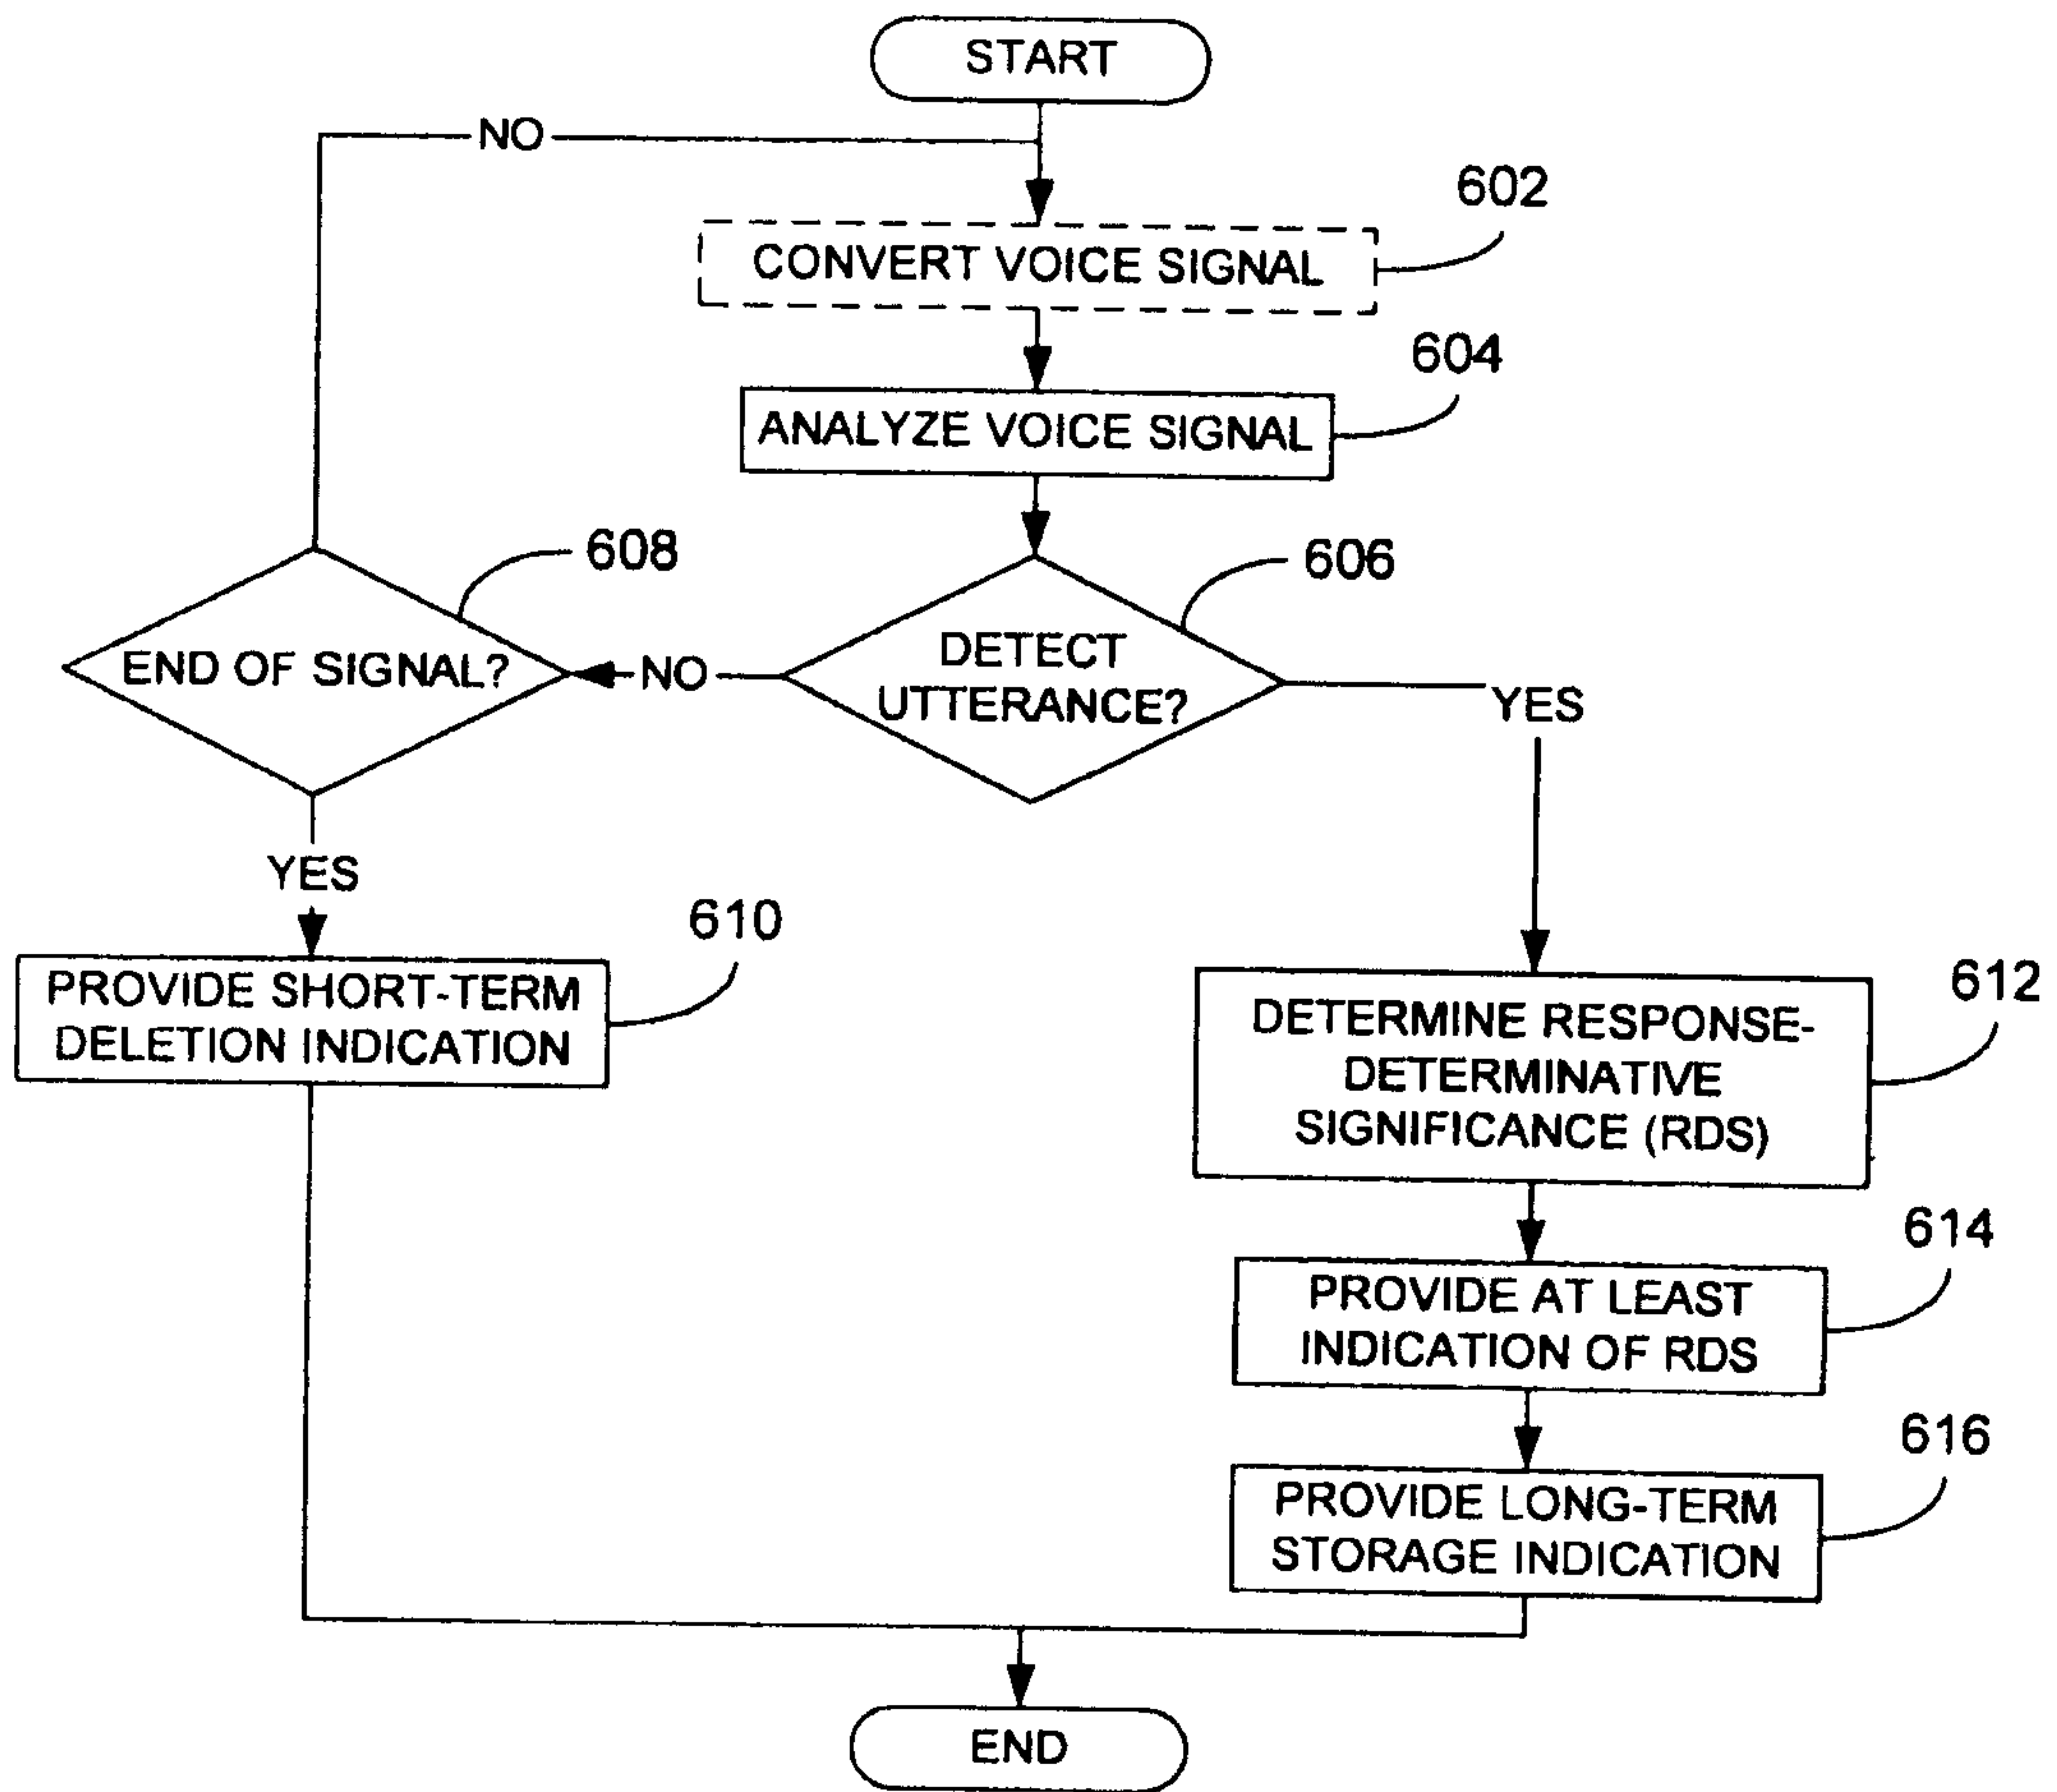 START
NO
602
CONVERT VOICE SIGNAL
604
ANALYZE VOICE SIGNAL
608
606
END OF SIGNAL?
NO
DETECT
UTTERANCE?
YES
YES
610
PROVIDE SHORT-TERM
DELETION INDICATION
612
DETERMINE RESPONSE-
DETERMINATIVE
SIGNIFICANCE (RDS)
614
PROVIDE AT LEAST
INDICATION OF RDS
616
PROVIDE LONG-TERM
STORAGE INDICATION
END